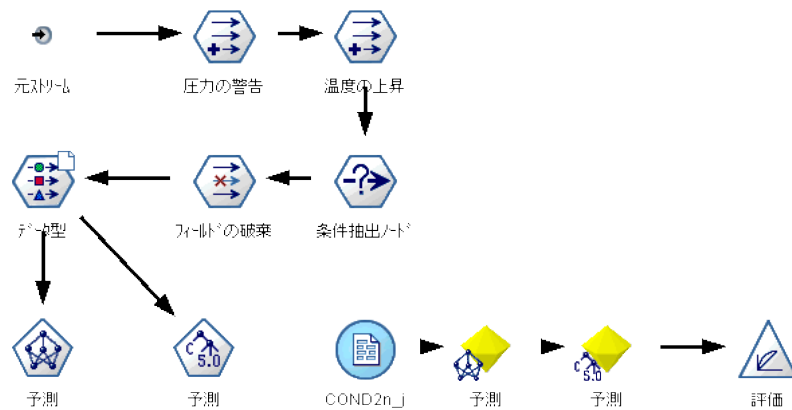 元ストリーム
圧力の警告
温度の上昇
データ型
フィールドの破棄
条件抽出ノード
C 5.0
C 5.0
予測
予測
COND2n_j
予測
予測
評価